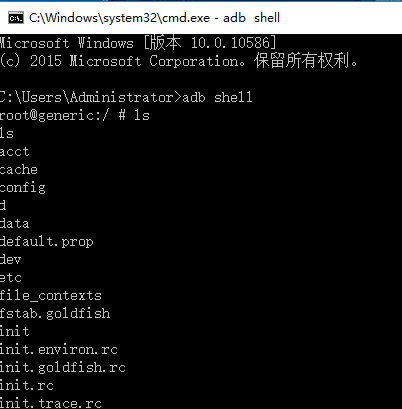 C:\Windows\system32\cmd.exe - adb  shell
Microsoft Windows [版本 10.0.10586]
(c) 2015 Microsoft Corporation。保留所有权利。
C:\Users\Administrator>adb shell
root@generic:/ # ls
ls
acct
cache
config
d
data
default.prop
dev
etc
file_contexts
fstab.goldfish
init
init.environ.rc
init.goldfish.rc
init.rc
init.trace.rc